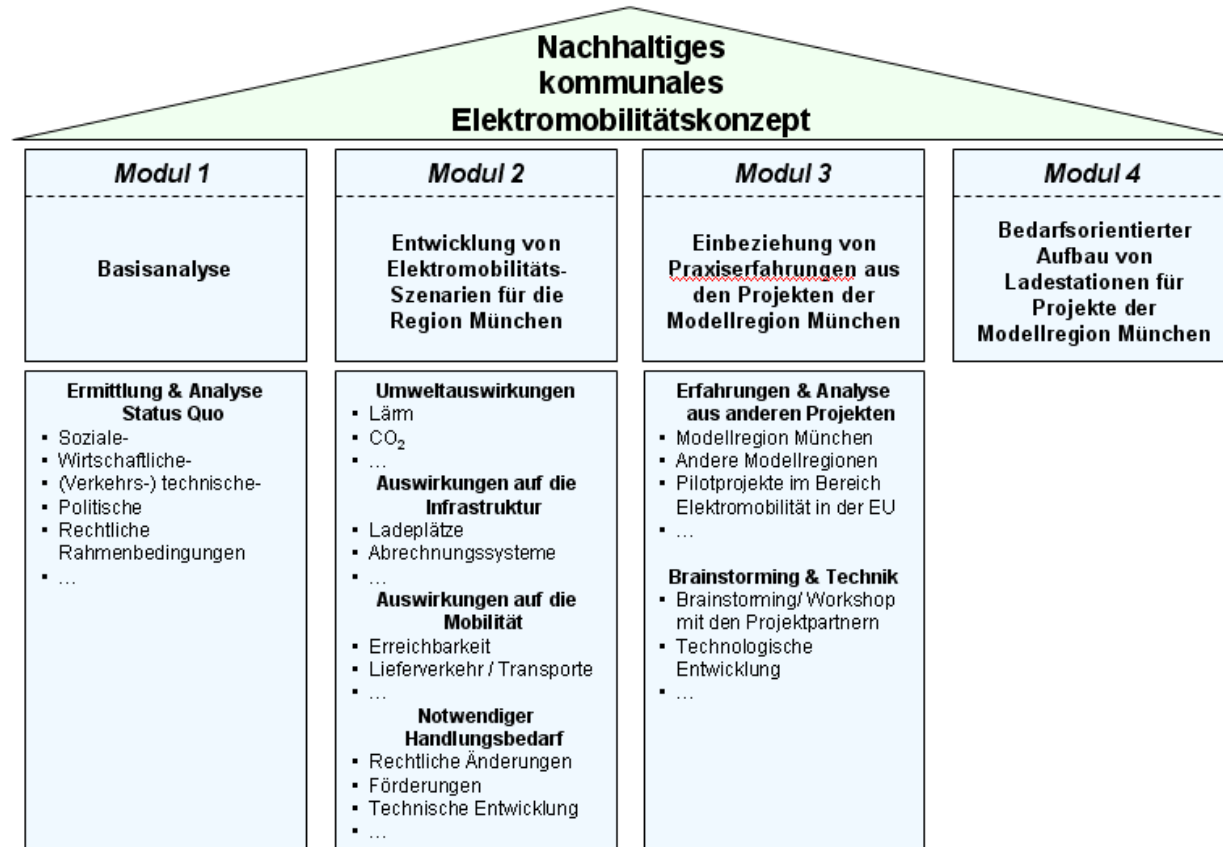 Nachhaltiges
kommunales
Elektromobilitätskonzept
Modul 1
Basisanalyse
Ermittlung & Analyse
Status Quo
▪ Soziale-
▪ Wirtschaftliche-
▪ (Verkehrs-) technische-
▪ Politische
▪ Rechtliche
Rahmenbedingungen
▪ ...
Modul 2
Entwicklung von
Elektromobilitäts-
Szenarien für die
Region München
Umweltauswirkungen
▪ Lärm
▪ CO₂
▪ ...
Auswirkungen auf die
Infrastruktur
▪ Ladeplätze
▪ Abrechnungssysteme
▪ ...
Auswirkungen auf die
Mobilität
▪ Erreichbarkeit
▪ Lieferverkehr / Transporte
▪ ...
Notwendiger
Handlungsbedarf
▪ Rechtliche Änderungen
▪ Förderungen
▪ Technische Entwicklung
▪ ...
Modul 3
Einbeziehung von
Praxiserfahrungen aus
den Projekten der
Modellregion München
Erfahrungen & Analyse
aus anderen Projekten
▪ Modellregion München
▪ Andere Modellregionen
▪ Pilotprojekte im Bereich
Elektromobilität in der EU
▪ ...
Brainstorming & Technik
▪ Brainstorming/ Workshop
mit den Projektpartnern
▪ Technologische
Entwicklung
▪ ...
Modul 4
Bedarfsorientierter
Aufbau von
Ladestationen für
Projekte der
Modellregion München